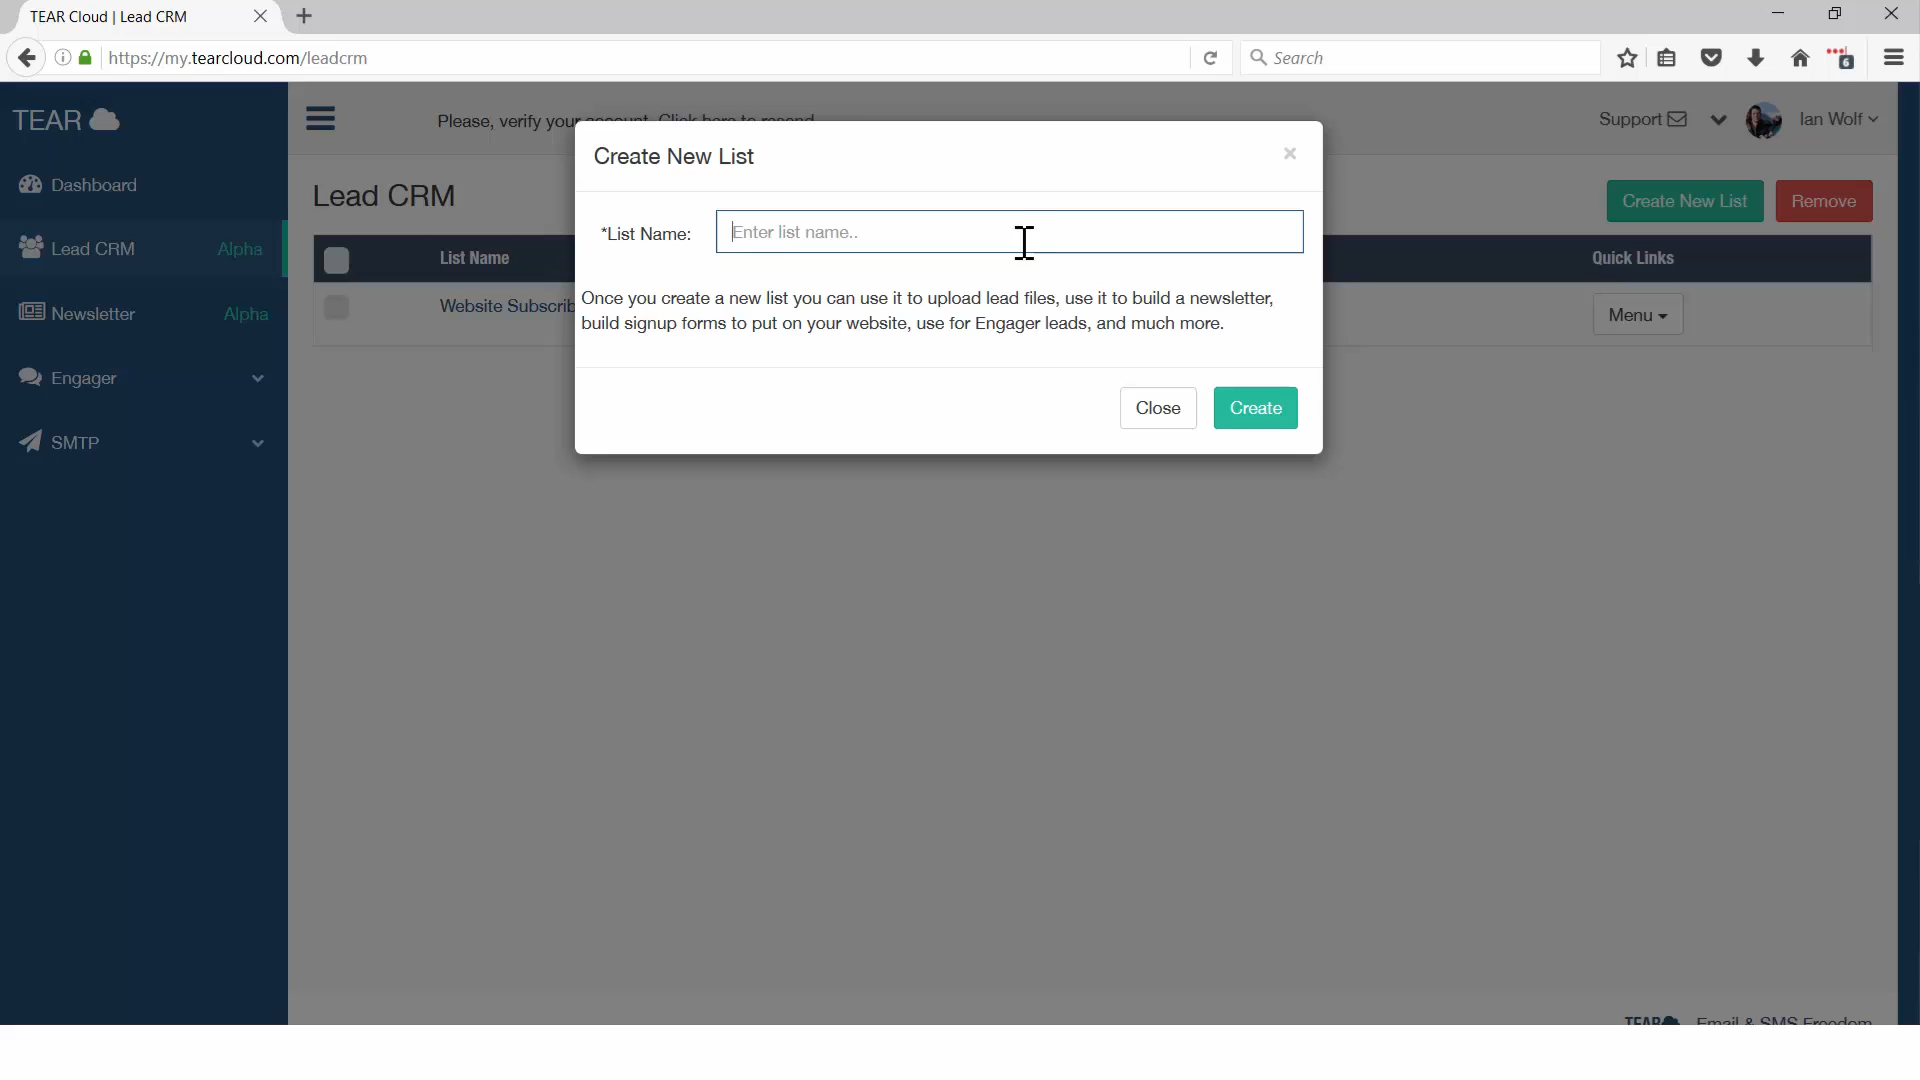 TEAR Cloud | Lead CRM
https://my.tearcloud.com/leadcrm
Search
6
TEAR
Please, verify your account. Click here to resend
Support
Ian Wolf
Create New List
Dashboard
Lead CRM
Create New List
Remove
*List Name:
Enter list name..
Lead CRM Alpha
List Name
Quick Links
Newsletter Alpha
Website Subscrib
Menu
Once you create a new list you can use it to upload lead files, use it to build a newsletter,
build signup forms to put on your website, use for Engager leads, and much more.
Engager
Close
Create
SMTP
TEAR
Email & SMS Freedom